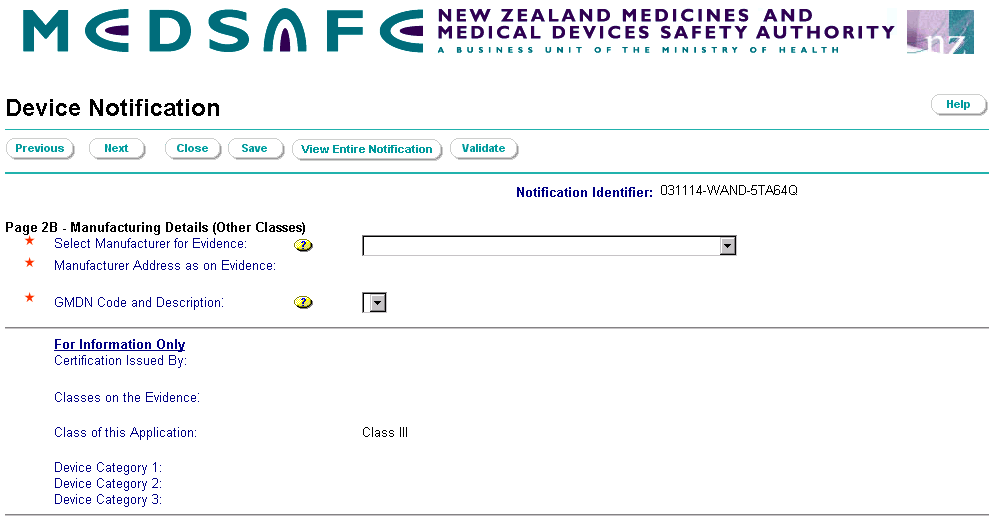 MEDSAFE
NEW ZEALAND MEDICINES AND
MEDICAL DEVICES SAFETY AUTHORITY
A BUSINESS UNIT OF THE MINISTRY OF HEALTH
nz
Device Notification
Help
Previous Next Close Save View Entire Notification Validate
Notification Identifier: 031114-WAND-5TA64Q
Page 2B - Manufacturing Details (Other Classes)
Select Manufacturer for Evidence: ?
Manufacturer Address as on Evidence:
GMDN Code and Description: ?
For Information Only
Certification Issued By:
Classes on the Evidence:
Class of this Application: Class III
Device Category 1:
Device Category 2:
Device Category 3: